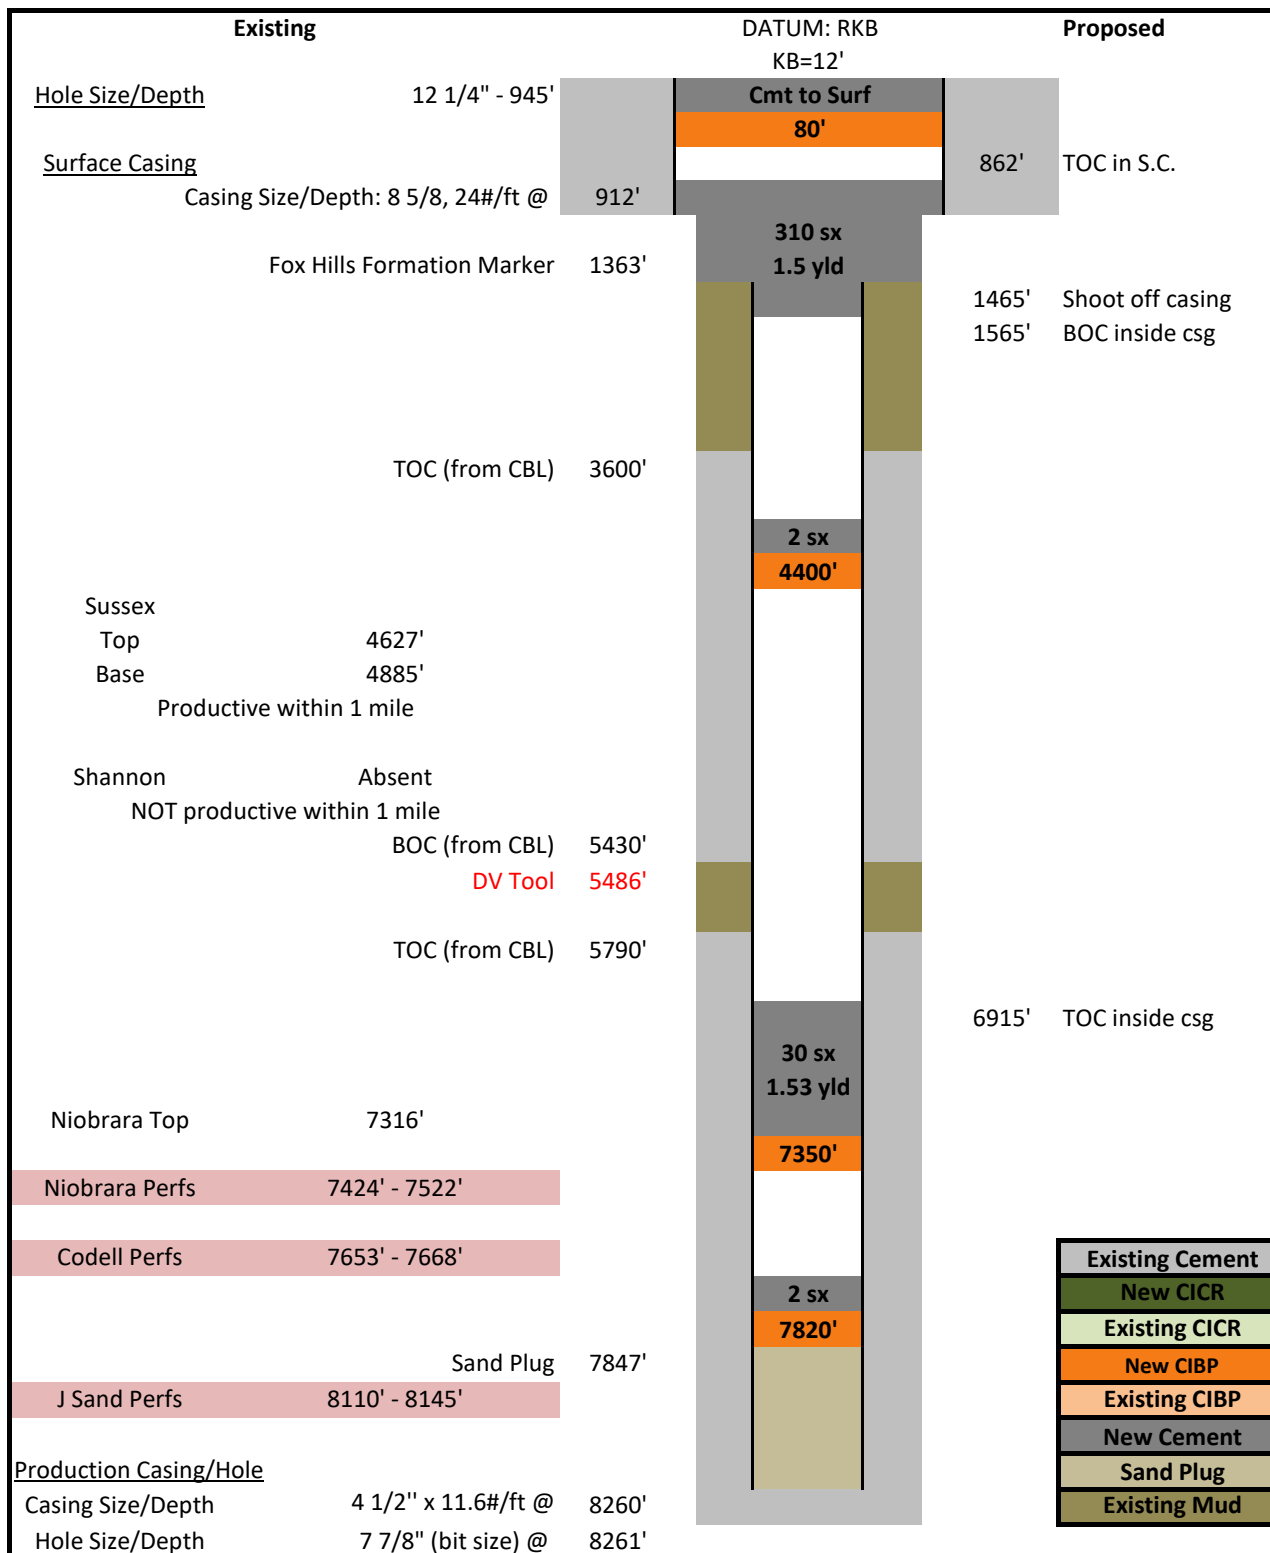 Existing DATUM: RKB Proposed
KB=12'
Hole Size/Depth 12 1/4" - 945' Cmt to Surf
80'
Surface Casing 862' TOC in S.C.
Casing Size/Depth: 8 5/8, 24#/ft @ 912'
310 sx
Fox Hills Formation Marker 1363' 1.5 yld
1465' Shoot off casing
1565' BOC inside csg
TOC (from CBL) 3600'
2 sx
4400'
Sussex
Top 4627'
Base 4885'
Productive within 1 mile
Shannon Absent
NOT productive within 1 mile
BOC (from CBL) 5430'
DV Tool 5486'
TOC (from CBL) 5790'
6915' TOC inside csg
30 sx
1.53 yld
Niobrara Top 7316'
7350'
Niobrara Perfs 7424' - 7522'
Codell Perfs 7653' - 7668' Existing Cement
2 sx New CICR
7820' Existing CICR
Sand Plug 7847' New CIBP
J Sand Perfs 8110' - 8145' Existing CIBP
New Cement
Production Casing/Hole Sand Plug
Casing Size/Depth 4 1/2'' x 11.6#/ft @ 8260' Existing Mud
Hole Size/Depth 7 7/8" (bit size) @ 8261'